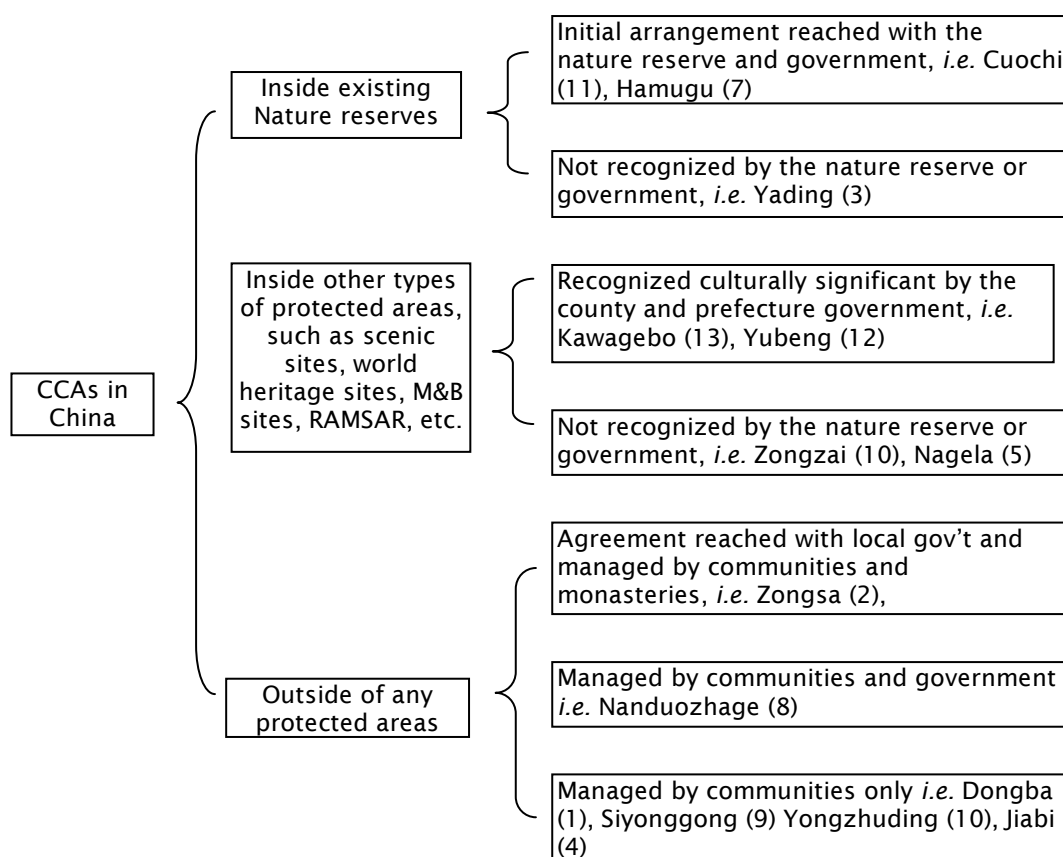 CCAs in
China
Inside existing
Nature reserves
Initial arrangement reached with the
nature reserve and government, i.e. Cuochi
(11), Hamugu (7)
Not recognized by the nature reserve or
government, i.e. Yading (3)
Inside other types
of protected areas,
such as scenic
sites, world
heritage sites, M&B
sites, RAMSAR, etc.
Recognized culturally significant by the
county and prefecture government, i.e.
Kawagebo (13), Yubeng (12)
Not recognized by the nature reserve or
government, i.e. Zongzai (10), Nagela (5)
Outside of any
protected areas
Agreement reached with local gov’t and
managed by communities and
monasteries, i.e. Zongsa (2),
Managed by communities and government
i.e. Nanduozhage (8)
Managed by communities only i.e. Dongba
(1), Siyonggong (9) Yongzhuding (10), Jiabi
(4)